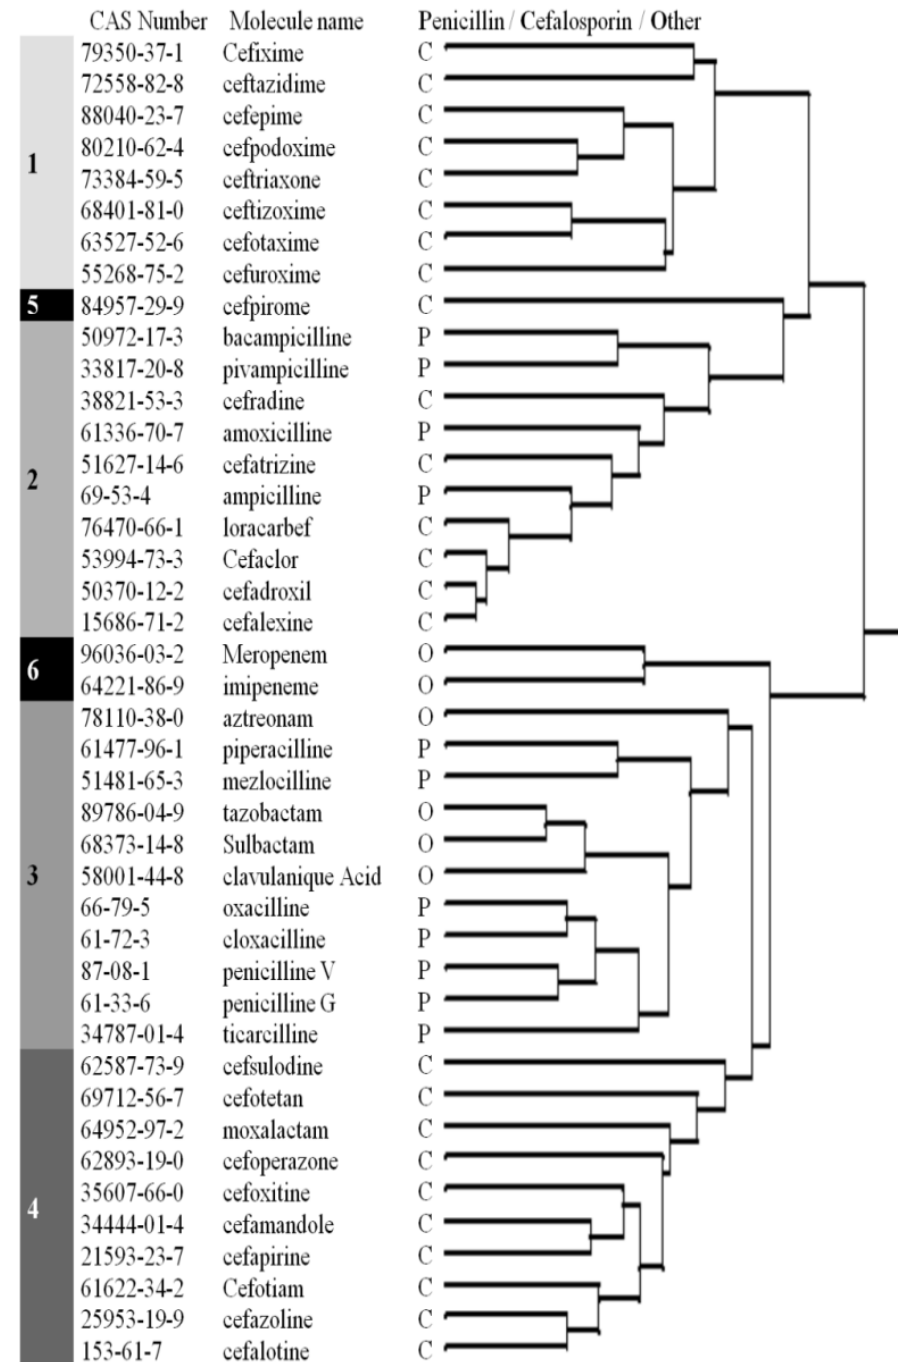 CAS Number Molecule name Penicillin / Cefalosporin / Other
79350-37-1 Cefixime C
72558-82-8 ceftazidime C
88040-23-7 cefepime C
80210-62-4 cefpodoxime C
1
73384-59-5 ceftriaxone C
68401-81-0 ceftizoxime C
63527-52-6 cefotaxime C
55268-75-2 cefuroxime C
5 84957-29-9 cefpirome C
50972-17-3 bacampicilline P
33817-20-8 pivampicilline P
38821-53-3 cefradine C
61336-70-7 amoxicilline P
51627-14-6 cefatrizine C
2
69-53-4 ampicilline P
76470-66-1 loracarbef C
53994-73-3 Cefaclor C
50370-12-2 cefadroxil C
15686-71-2 cefalexine C
96036-03-2 Meropenem O
6
64221-86-9 imipeneme O
78110-38-0 aztreonam O
61477-96-1 piperacilline P
51481-65-3 mezlocilline P
89786-04-9 tazobactam O
68373-14-8 Sulbactam O
3 58001-44-8 clavulanique Acid O
66-79-5 oxacilline P
61-72-3 cloxacilline P
87-08-1 penicilline V P
61-33-6 penicilline G P
34787-01-4 ticarcilline P
62587-73-9 cefsulodine C
69712-56-7 cefotetan C
64952-97-2 moxalactam C
62893-19-0 cefoperazone C
35607-66-0 cefoxitine C
4
34444-01-4 cefamandole C
21593-23-7 cefapirine C
61622-34-2 Cefotiam C
25953-19-9 cefazoline C
153-61-7 cefalotine C